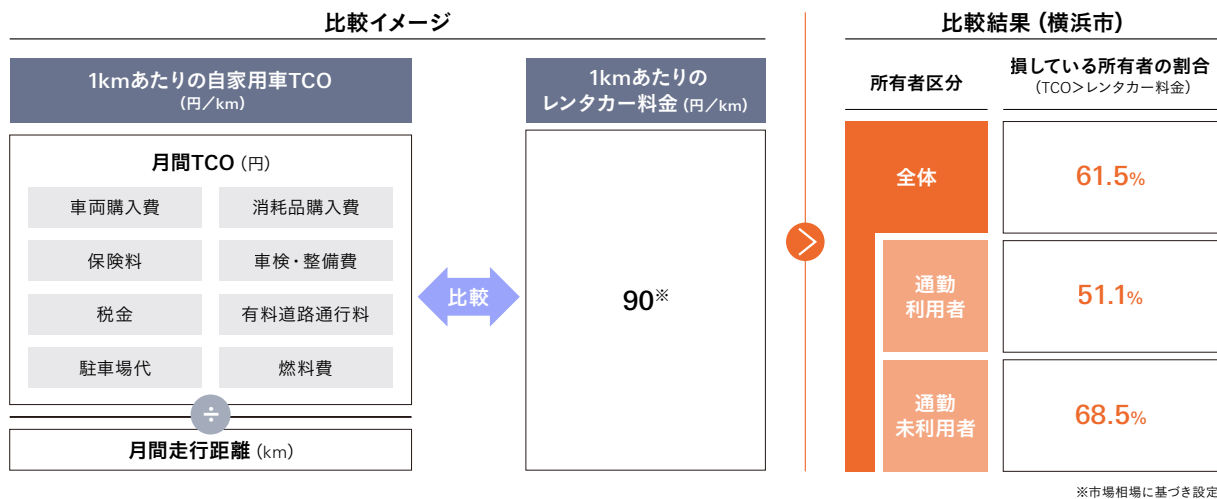 比較イメージ
1kmあたりの自家用車TCO
(円／km)
月間TCO (円)
車両購入費
消耗品購入費
保険料
車検・整備費
税金
有料道路通行料
駐車場代
燃料費
÷
月間走行距離 (km)
比較
1kmあたりの
レンタカー料金 (円／km)
90※
比較結果 (横浜市)
所有者区分
損している所有者の割合
(TCO>レンタカー料金)
全体
61.5%
通勤
利用者
51.1%
通勤
未利用者
68.5%
※市場相場に基づき設定